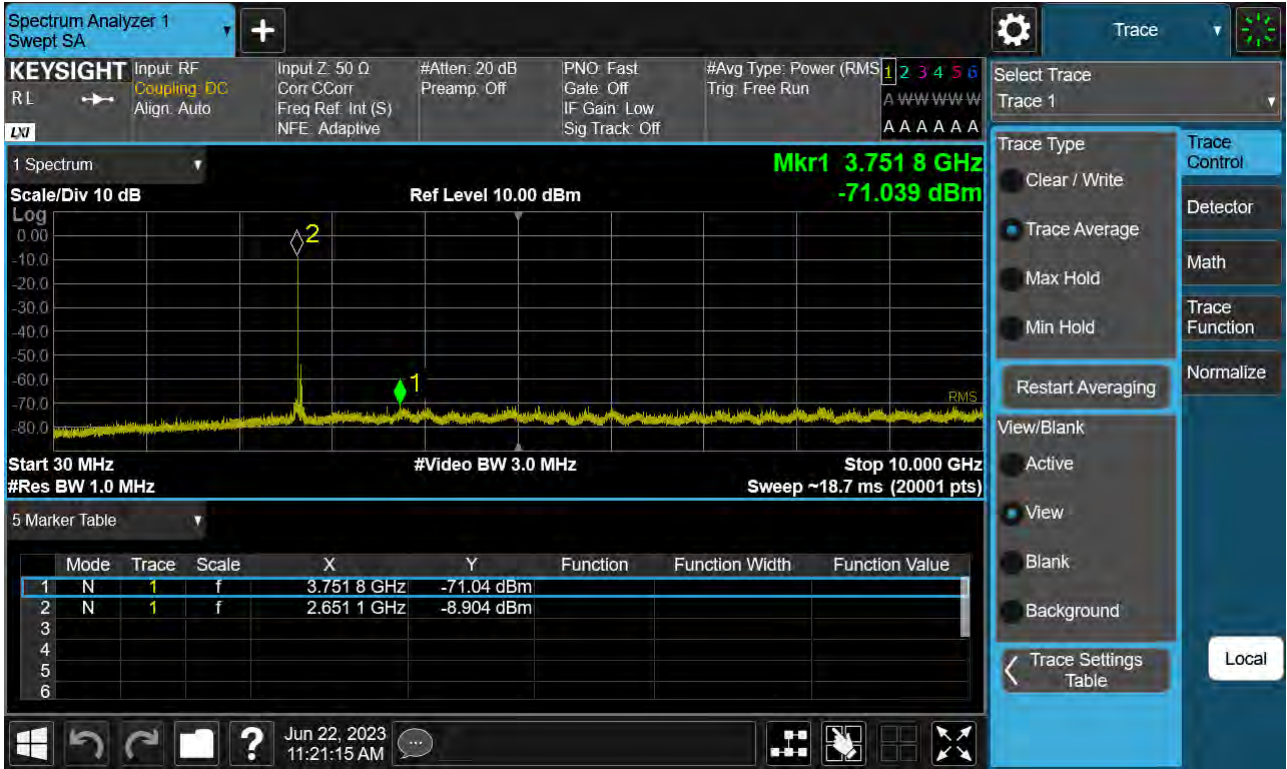 Spectrum Analyzer 1
Swept SA
+
Trace
KEYSIGHT
RL
LXI
Input: RF
Coupling: DC
Align: Auto
Input Z: 50 Ω
Corr CCorr
Freq Ref: Int (S)
NFE: Adaptive
#Atten: 20 dB
Preamp: Off
PNO: Fast
Gate: Off
IF Gain: Low
Sig Track: Off
#Avg Type: Power (RMS
Trig: Free Run
1 2 3 4 5 6
A W W W W W
A A A A A A
Select Trace
Trace 1
1 Spectrum
Mkr1 3.751 8 GHz
-71.039 dBm
Scale/Div 10 dB
Ref Level 10.00 dBm
Log
0.00
-10.0
-20.0
-30.0
-40.0
-50.0
-60.0
-70.0
-80.0
2
1
RMS
Start 30 MHz
#Video BW 3.0 MHz
Stop 10.000 GHz
#Res BW 1.0 MHz
Sweep ~18.7 ms (20001 pts)
5 Marker Table
Mode Trace Scale X Y Function Function Width Function Value
1 N 1 f 3.751 8 GHz -71.04 dBm
2 N 1 f 2.651 1 GHz -8.904 dBm
3
4
5
6
Trace Type
Clear / Write
Trace Average
Max Hold
Min Hold
Restart Averaging
View/Blank
Active
View
Blank
Background
Trace Settings
Table
Trace
Control
Detector
Math
Trace
Function
Normalize
Local
?
Jun 22, 2023
11:21:15 AM